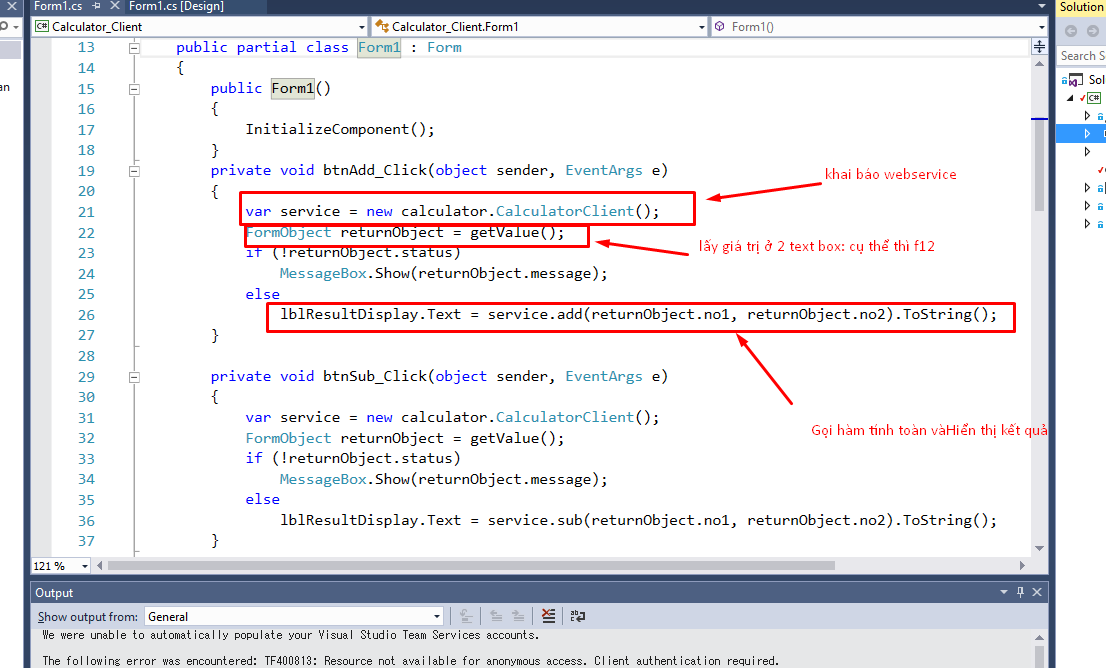 Form1.cs
Form1.cs [Design]
Solution
Calculator_Client
Calculator_Client.Form1
Form1()
Search S
an
Sol
13 public partial class Form1 : Form
14 {
15 public Form1()
16 {
17 InitializeComponent();
18 }
19 private void btnAdd_Click(object sender, EventArgs e)
khai báo webservice
20 {
21 var service = new calculator.CalculatorClient();
22 FormObject returnObject = getValue();
lấy giá trị ở 2 text box: cụ thể thì f12
23 if (!returnObject.status)
24 MessageBox.Show(returnObject.message);
25 else
26 lblResultDisplay.Text = service.add(returnObject.no1, returnObject.no2).ToString();
27 }
28
29 private void btnSub_Click(object sender, EventArgs e)
30 {
31 var service = new calculator.CalculatorClient();
Gọi hàm tính toàn vàHiển thị kết quả
32 FormObject returnObject = getValue();
33 if (!returnObject.status)
34 MessageBox.Show(returnObject.message);
35 else
36 lblResultDisplay.Text = service.sub(returnObject.no1, returnObject.no2).ToString();
37 }
121 %
Output
Show output from: General
We were unable to automatically populate your Visual Studio Team Services accounts.
The following error was encountered: TF400813: Resource not available for anonymous access. Client authentication required.